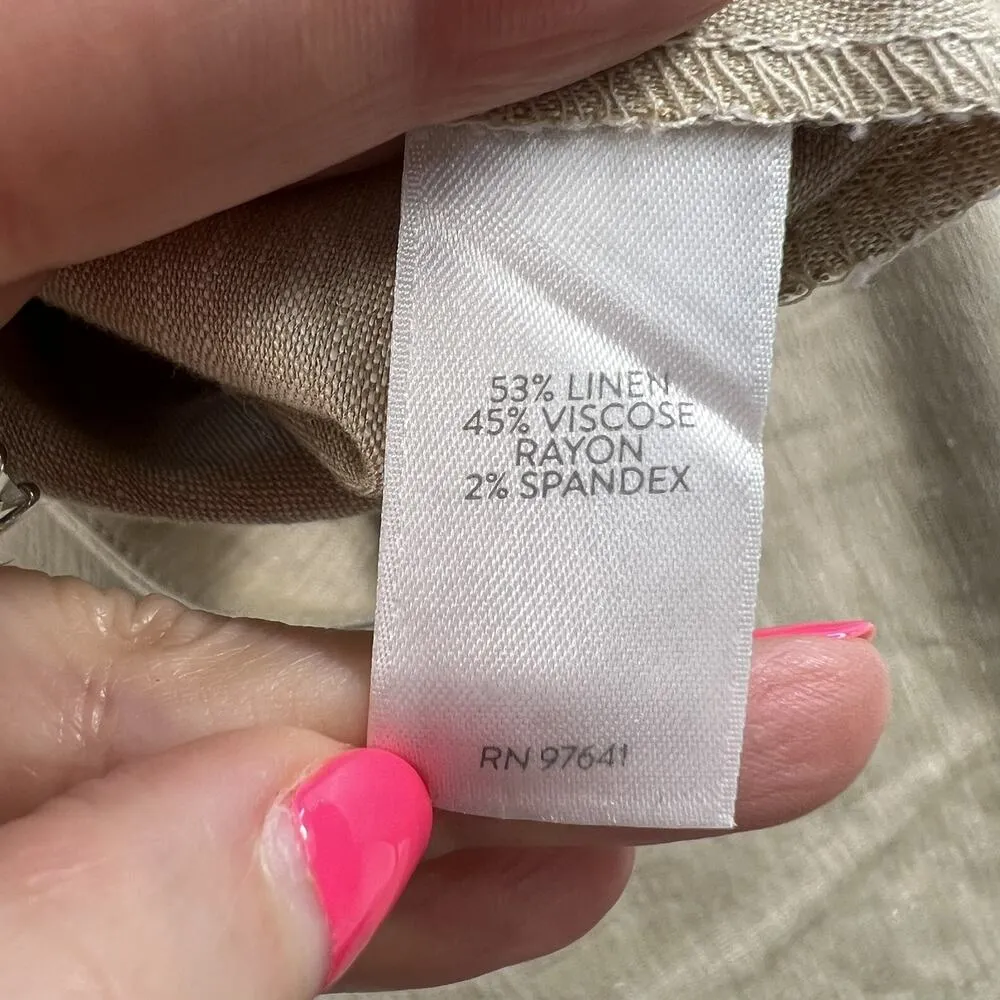 53% LINEN
45% VISCOSE
RAYON
2% SPANDEX
RN 97641